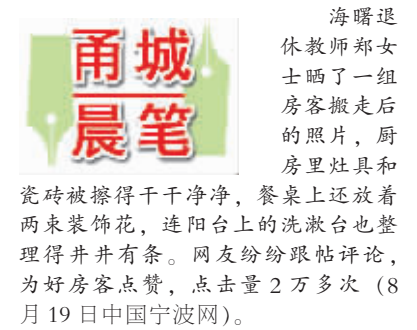 甬城
晨笔
海曙退
休教师郑女
士晒了一组
房客搬走后
的照片，厨
房里灶具和
瓷砖被擦得干干净净，餐桌上还放着
两束装饰花，连阳台上的洗漱台也整
理得井井有条。网友纷纷跟帖评论，
为好房客点赞，点击量2万多次（8
月19日中国宁波网）。